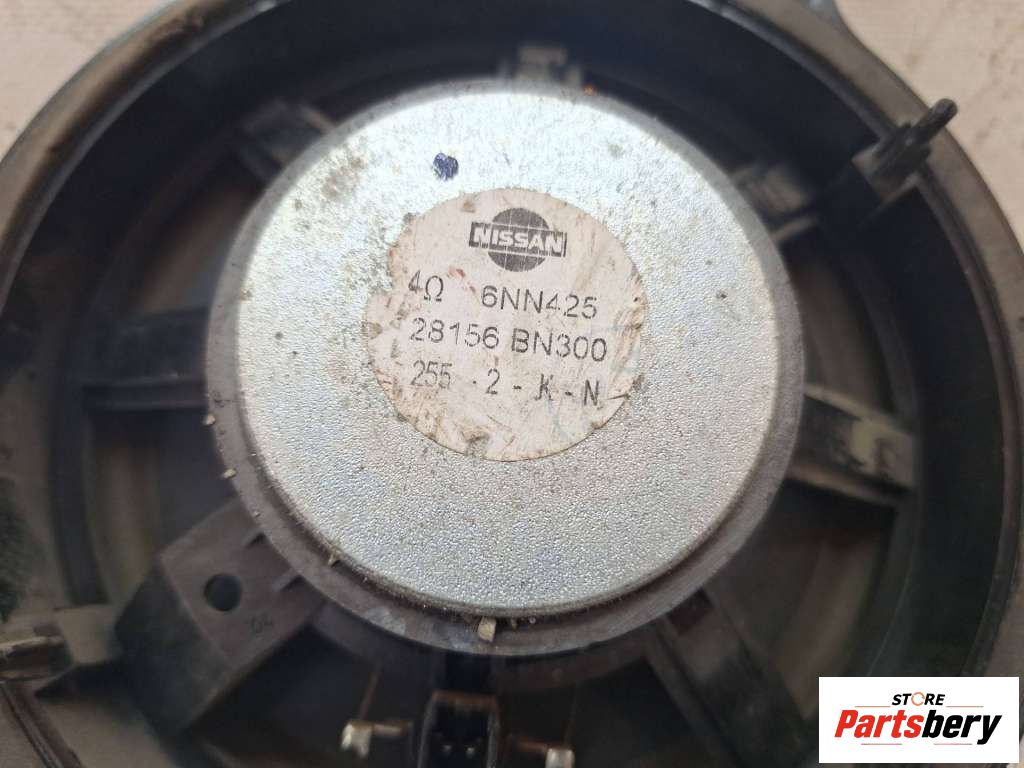 NISSAN
4Ω 6NN425
28156 BN300
255 - 2 - K - N
STORE
Partsbery